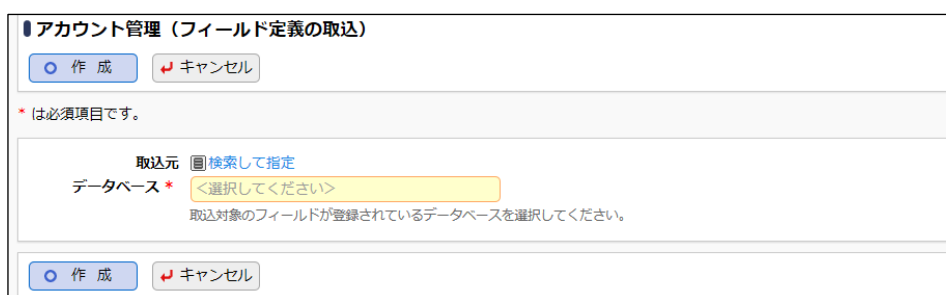 アカウント管理（フィールド定義の取込）
作 成 キャンセル
* は必須項目です。
取込元 検索して指定
データベース * <選択してください>
取込対象のフィールドが登録されているデータベースを選択してください。
作 成 キャンセル